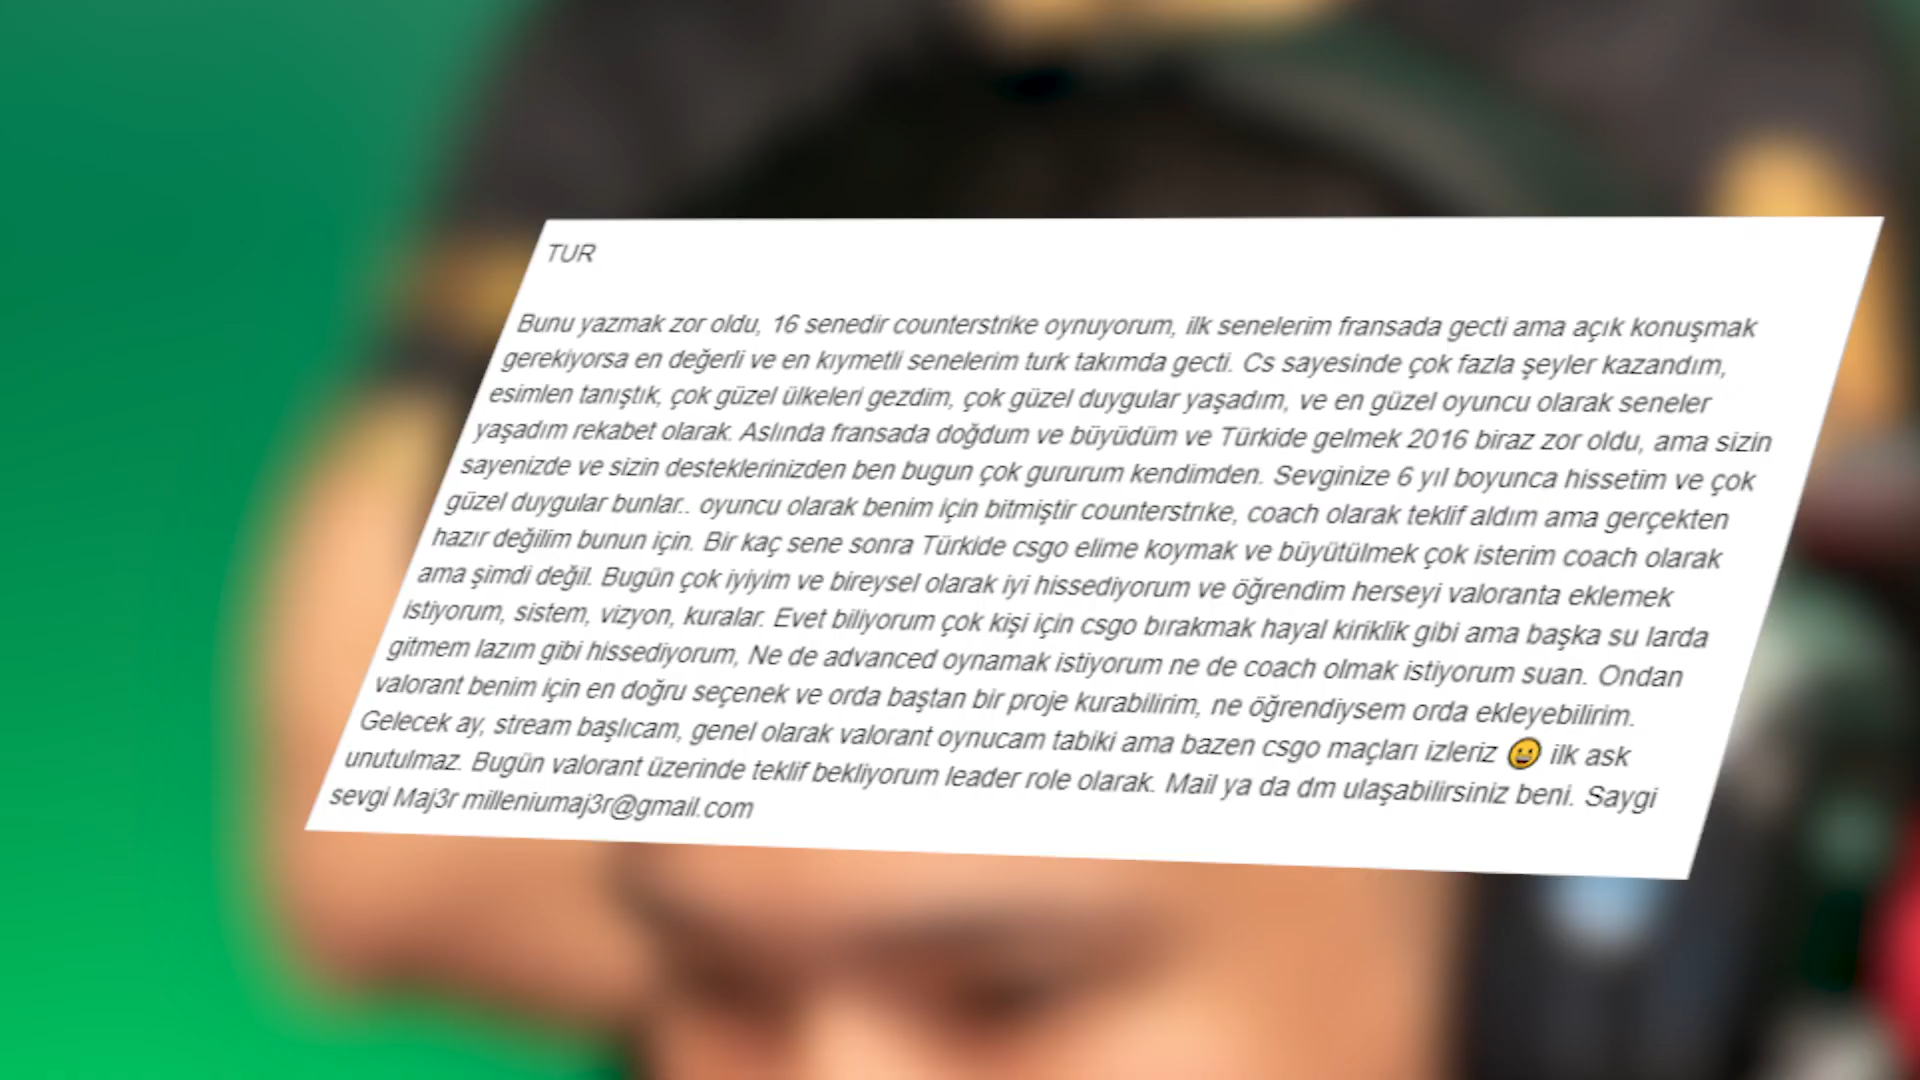 TUR
Bunu yazmak zor oldu, 16 senedir counterstrike oynuyorum, ilk senelerim fransada gecti ama açık konuşmak
gerekiyorsa en değerli ve en kıymetli senelerim turk takımda gecti. Cs sayesinde çok fazla şeyler kazandım,
esimlen tanıştık, çok güzel ülkeleri gezdim, çok güzel duygular yaşadım, ve en güzel oyuncu olarak seneler
yaşadım rekabet olarak. Aslında fransada doğdum ve büyüdüm ve Türkide gelmek 2016 biraz zor oldu, ama sizin
sayenizde ve sizin desteklerinizden ben bugun çok gururum kendimden. Sevginize 6 yıl boyunca hissetim ve çok
güzel duygular bunlar.. oyuncu olarak benim için bitmiştir counterstrıke, coach olarak teklif aldım ama gerçekten
hazır değilim bunun için. Bir kaç sene sonra Türkide csgo elime koymak ve büyütülmek çok isterim coach olarak
ama şimdi değil. Bugün çok iyiyim ve bireysel olarak iyi hissediyorum ve öğrendim herseyi valoranta eklemek
istiyorum, sistem, vizyon, kuralar. Evet biliyorum çok kişi için csgo bırakmak hayal kiriklik gibi ama başka su larda
gitmem lazım gibi hissediyorum, Ne de advanced oynamak istiyorum ne de coach olmak istiyorum suan. Ondan
valorant benim için en doğru seçenek ve orda baştan bir proje kurabilirim, ne öğrendiysem orda ekleyebilirim.
Gelecek ay, stream başlıcam, genel olarak valorant oynucam tabiki ama bazen csgo maçları izleriz 😀 ilk ask
unutulmaz. Bugün valorant üzerinde teklif bekliyorum leader role olarak. Mail ya da dm ulaşabilirsiniz beni. Saygi
sevgi Maj3r milleniumaj3r@gmail.com